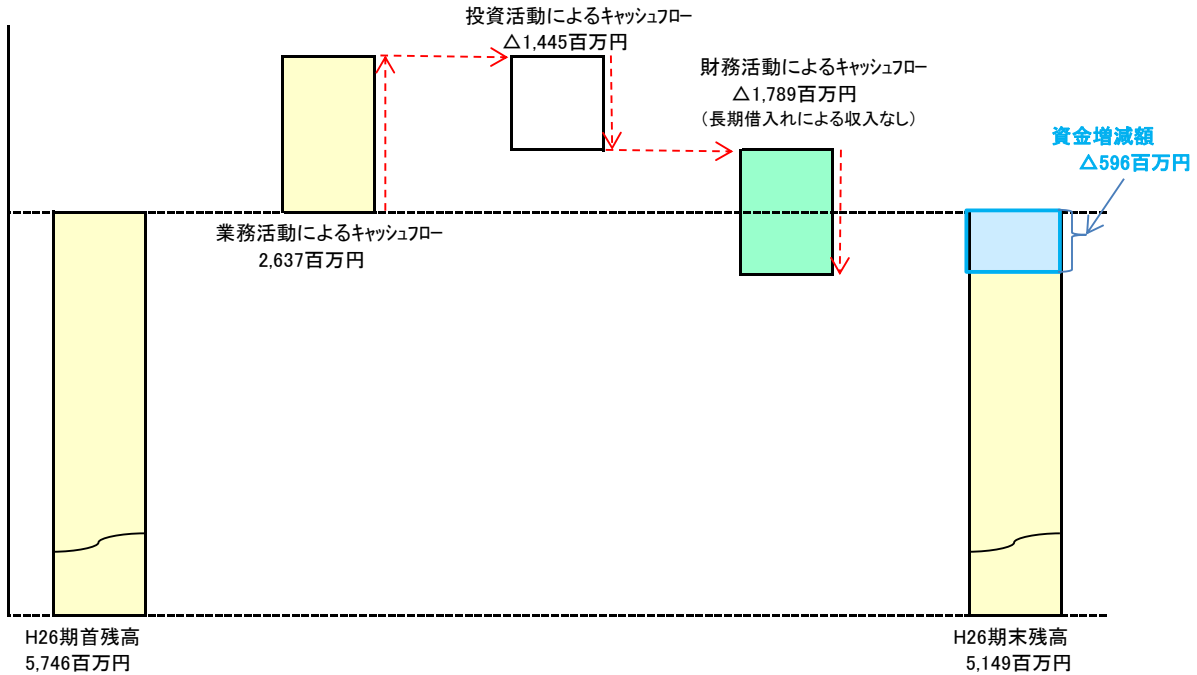 投資活動によるキャッシュフロー
△1,445百万円
財務活動によるキャッシュフロー
△1,789百万円
（長期借入れによる収入なし）
資金増減額
△596百万円
業務活動によるキャッシュフロー
2,637百万円
H26期首残高
5,746百万円
H26期末残高
5,149百万円